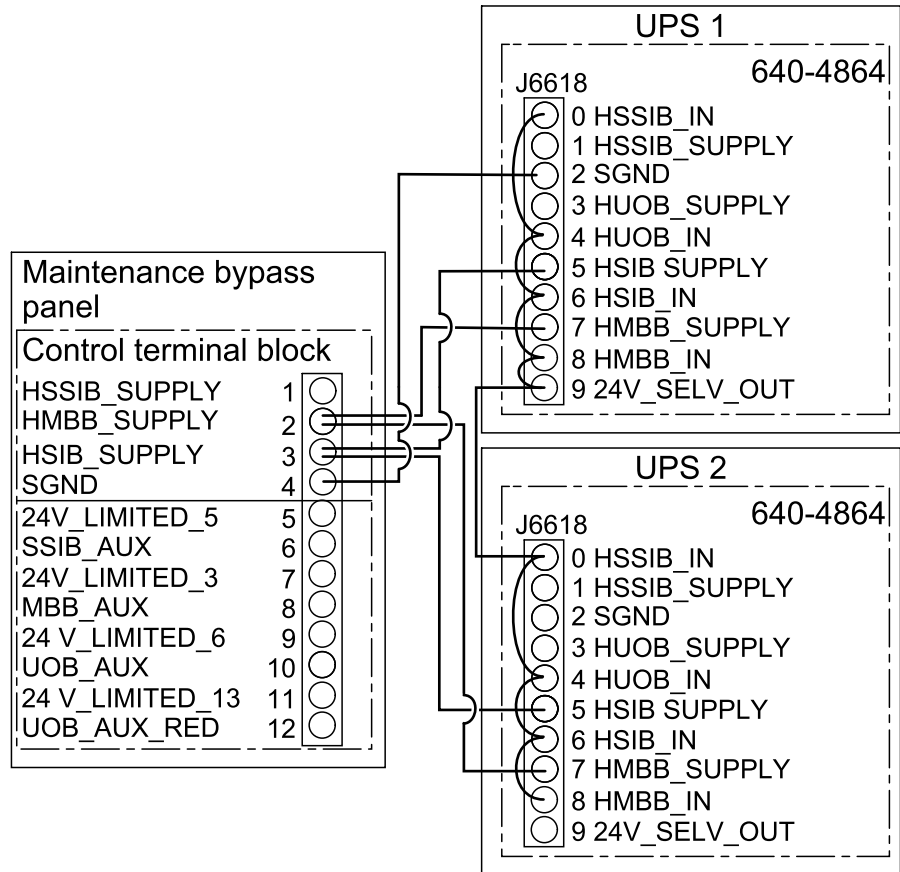 UPS 1
640-4864
J6618
0 HSSIB_IN
1 HSSIB_SUPPLY
2 SGND
3 HUOB_SUPPLY
4 HUOB_IN
5 HSIB SUPPLY
6 HSIB_IN
7 HMBB_SUPPLY
8 HMBB_IN
9 24V_SELV_OUT
Maintenance bypass
panel
Control terminal block
HSSIB_SUPPLY 1
HMBB_SUPPLY 2
HSIB_SUPPLY 3
SGND 4
24V_LIMITED_5 5
SSIB_AUX 6
24V_LIMITED_3 7
MBB_AUX 8
24 V_LIMITED_6 9
UOB_AUX 10
24 V_LIMITED_13 11
UOB_AUX_RED 12
UPS 2
640-4864
J6618
0 HSSIB_IN
1 HSSIB_SUPPLY
2 SGND
3 HUOB_SUPPLY
4 HUOB_IN
5 HSIB SUPPLY
6 HSIB_IN
7 HMBB_SUPPLY
8 HMBB_IN
9 24V_SELV_OUT